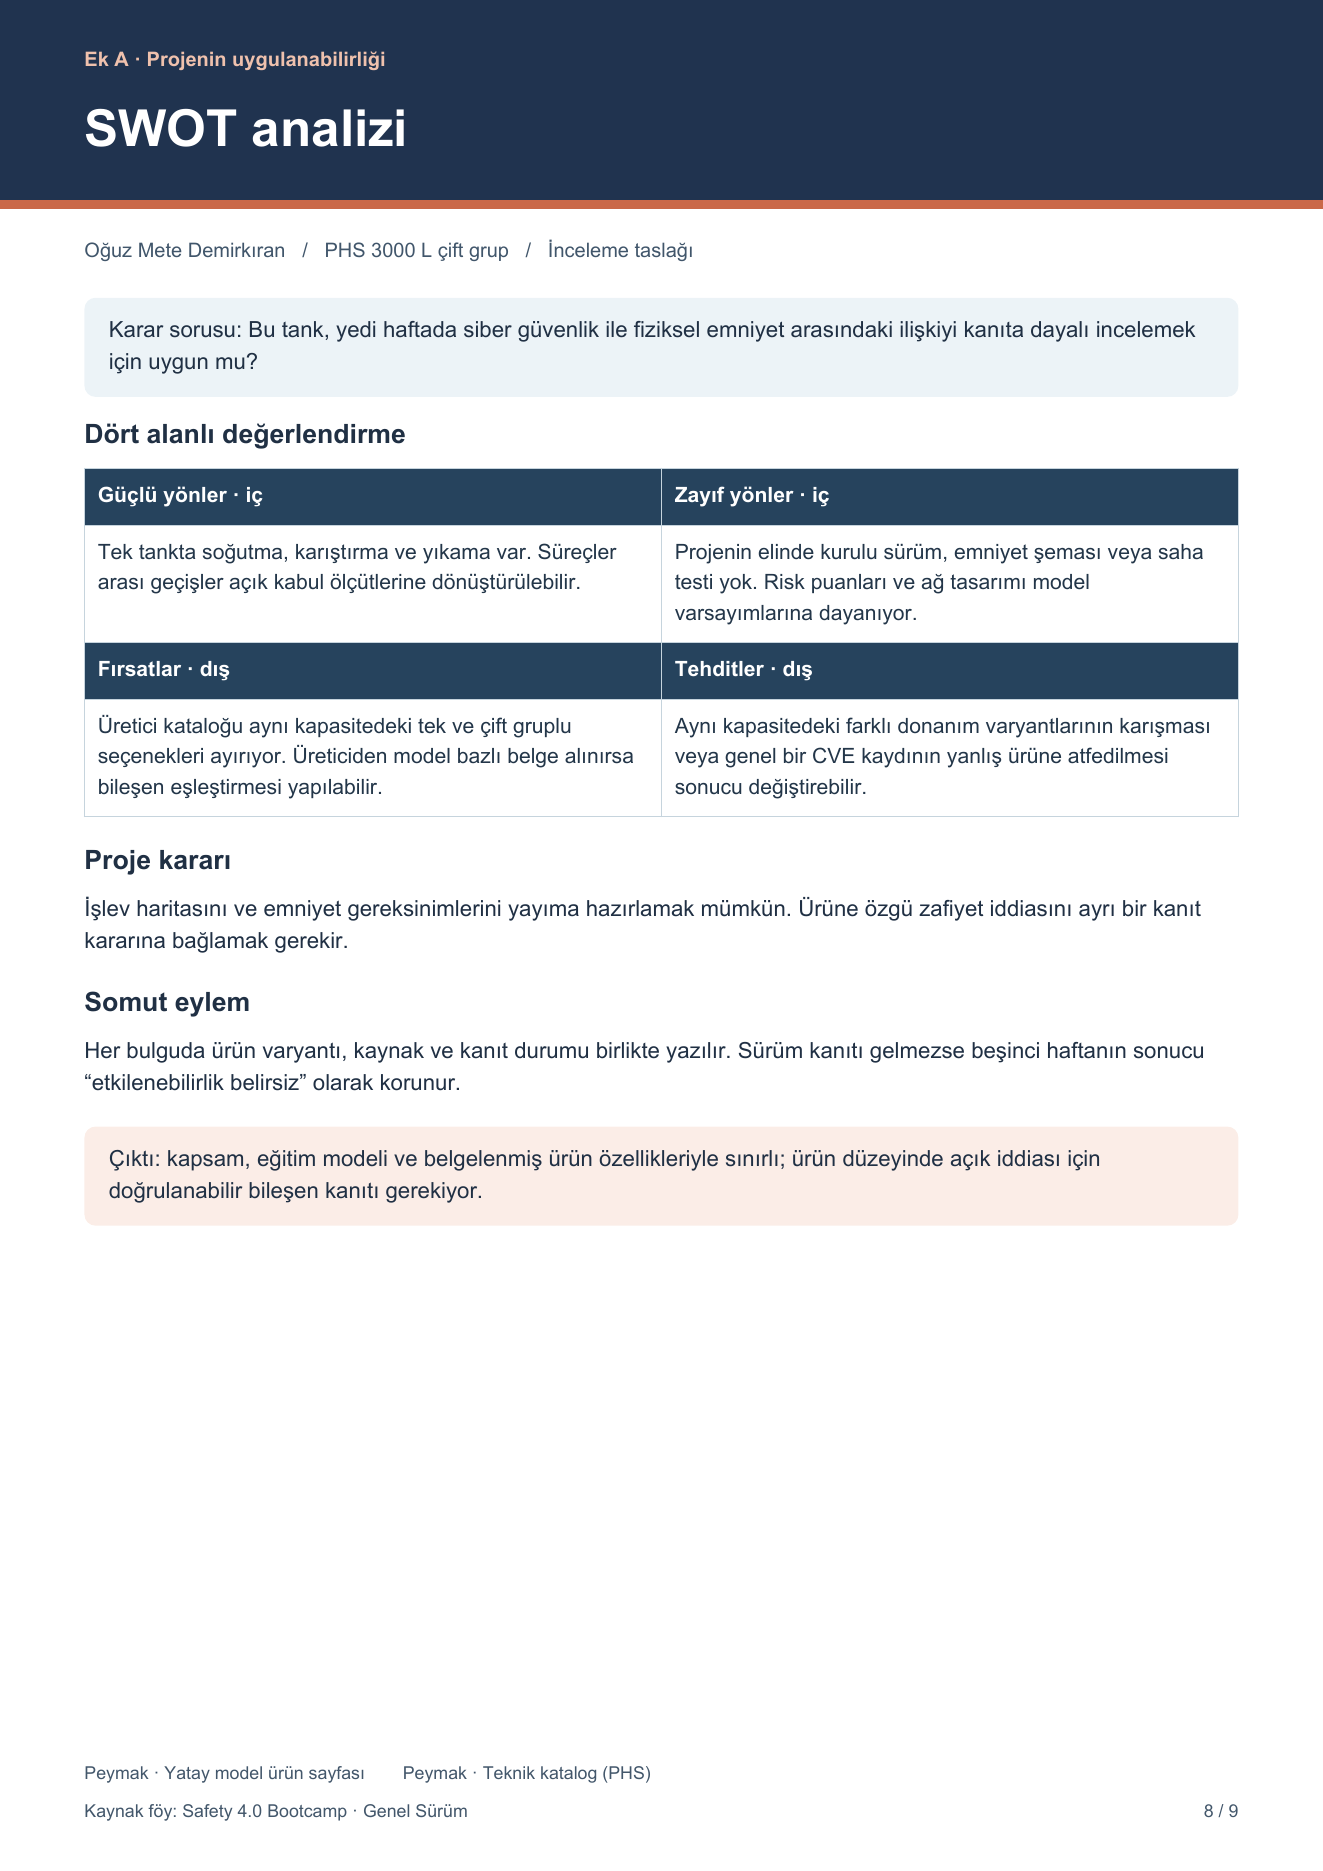 Ek A · Projenin uygulanabilirliği
SWOT analizi
Oğuz Mete Demirkıran / PHS 3000 L çift grup / İnceleme taslağı
Karar sorusu: Bu tank, yedi haftada siber güvenlik ile fiziksel emniyet arasındaki ilişkiyi kanıta dayalı incelemek
için uygun mu?
Dört alanlı değerlendirme
Güçlü yönler · iç
Tek tankta soğutma, karıştırma ve yıkama var. Süreçler
arası geçişler açık kabul ölçütlerine dönüştürülebilir.
Zayıf yönler · iç
Projenin elinde kurulu sürüm, emniyet şeması veya saha
testi yok. Risk puanları ve ağ tasarımı model
varsayımlarına dayanıyor.
Fırsatlar · dış
Üretici kataloğu aynı kapasitedeki tek ve çift gruplu
seçenekleri ayırıyor. Üreticiden model bazlı belge alınırsa
bileşen eşleştirmesi yapılabilir.
Tehditler · dış
Aynı kapasitedeki farklı donanım varyantlarının karışması
veya genel bir CVE kaydının yanlış ürüne atfedilmesi
sonucu değiştirebilir.
Proje kararı
İşlev haritasını ve emniyet gereksinimlerini yayıma hazırlamak mümkün. Ürüne özgü zafiyet iddiasını ayrı bir kanıt
kararına bağlamak gerekir.
Somut eylem
Her bulguda ürün varyantı, kaynak ve kanıt durumu birlikte yazılır. Sürüm kanıtı gelmezse beşinci haftanın sonucu
“etkilenebilirlik belirsiz” olarak korunur.
Çıktı: kapsam, eğitim modeli ve belgelenmiş ürün özellikleriyle sınırlı; ürün düzeyinde açık iddiası için
doğrulanabilir bileşen kanıtı gerekiyor.
Peymak · Yatay model ürün sayfası Peymak · Teknik katalog (PHS)
Kaynak föy: Safety 4.0 Bootcamp · Genel Sürüm 8 / 9